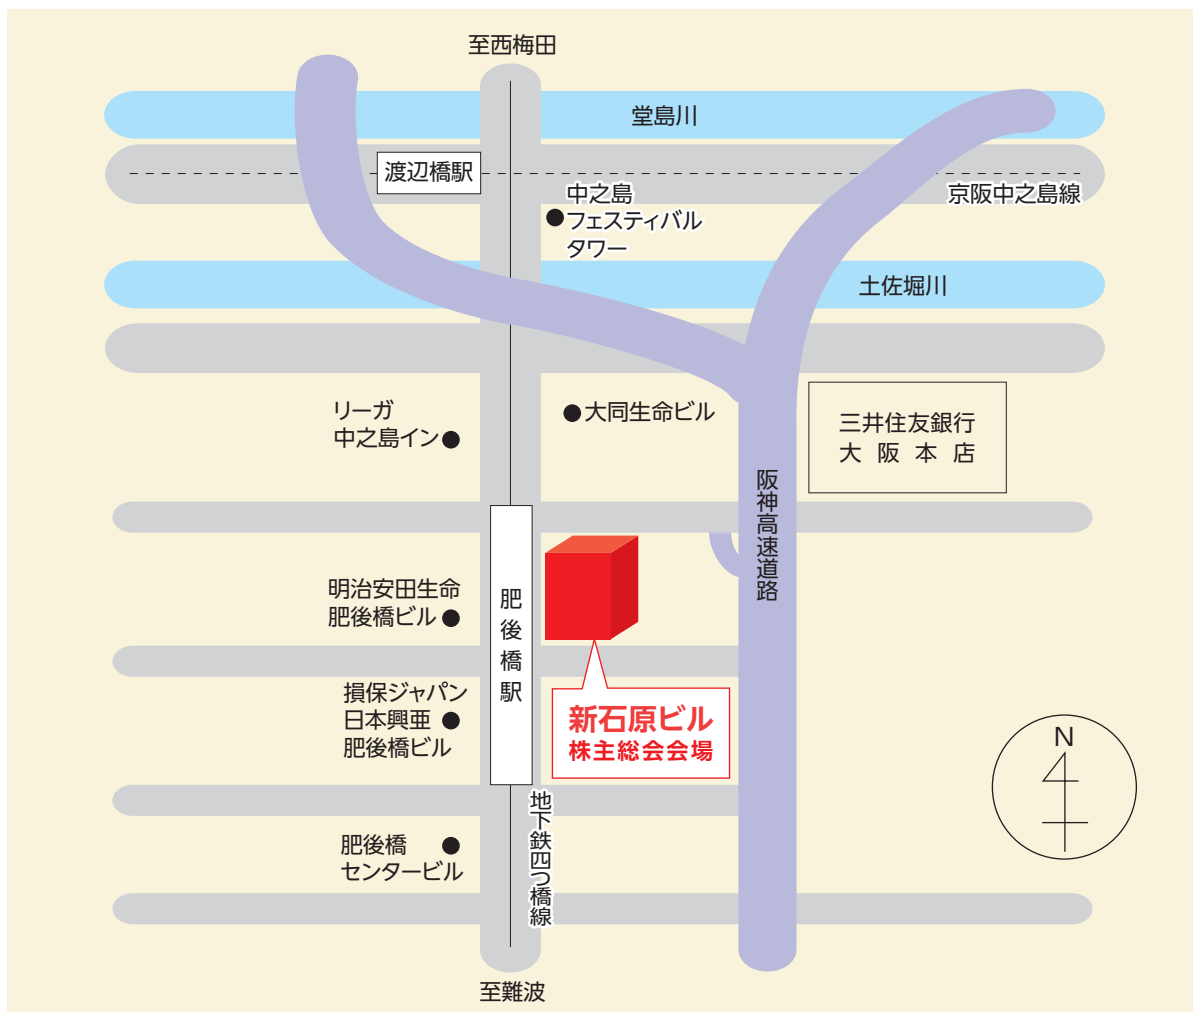 至西梅田
堂島川
渡辺橋駅
中之島
フェスティバル
タワー
京阪中之島線
土佐堀川
リーガ
中之島イン
大同生命ビル
三井住友銀行
大阪本店
阪神高速道路
明治安田生命
肥後橋ビル
肥後橋駅
損保ジャパン
日本興亜
肥後橋ビル
新石原ビル
株主総会会場
N
地下鉄四つ橋線
肥後橋
センタービル
至難波